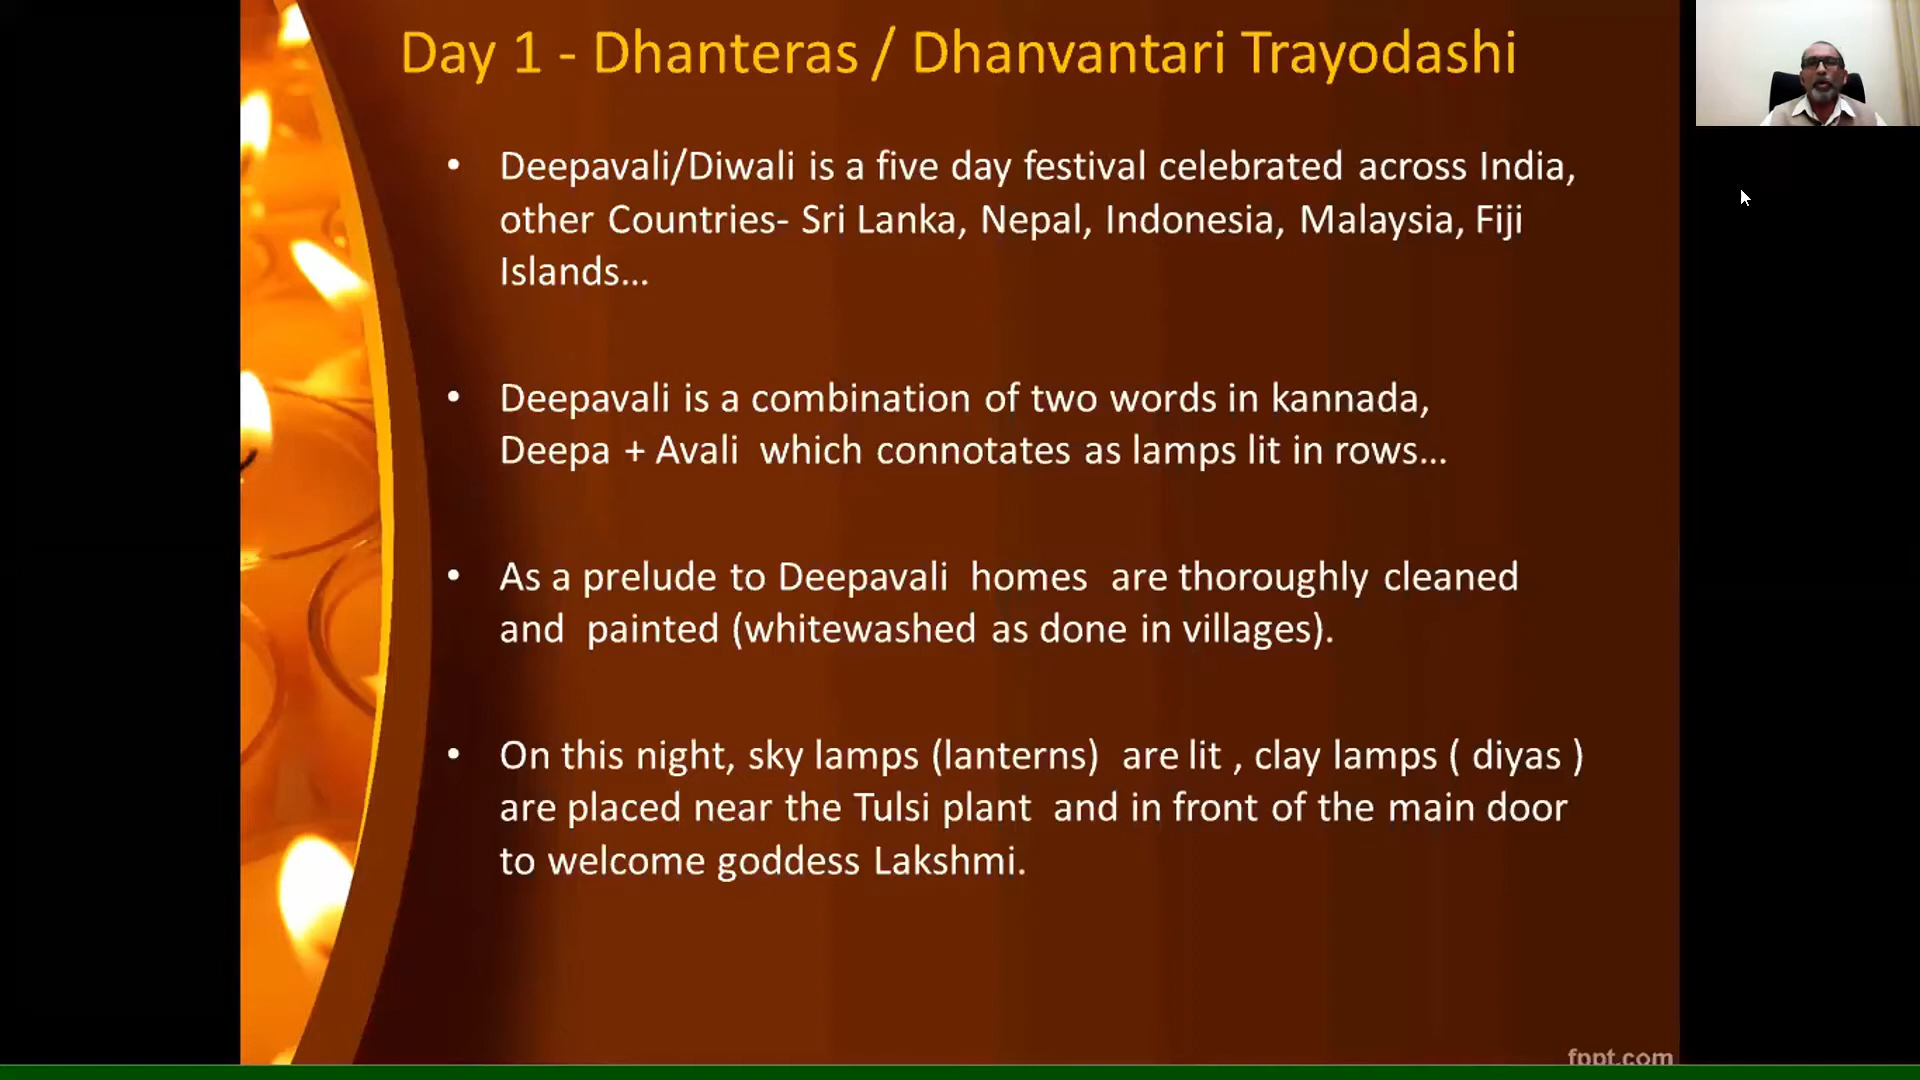 Day 1 - Dhanteras / Dhanvantari Trayodashi
• Deepavali/Diwali is a five day festival celebrated across India,
other Countries- Sri Lanka, Nepal, Indonesia, Malaysia, Fiji
Islands...
• Deepavali is a combination of two words in kannada,
Deepa + Avali which connotates as lamps lit in rows...
• As a prelude to Deepavali homes are thoroughly cleaned
and painted (whitewashed as done in villages).
• On this night, sky lamps (lanterns) are lit , clay lamps ( diyas )
are placed near the Tulsi plant and in front of the main door
to welcome goddess Lakshmi.
fppt.com